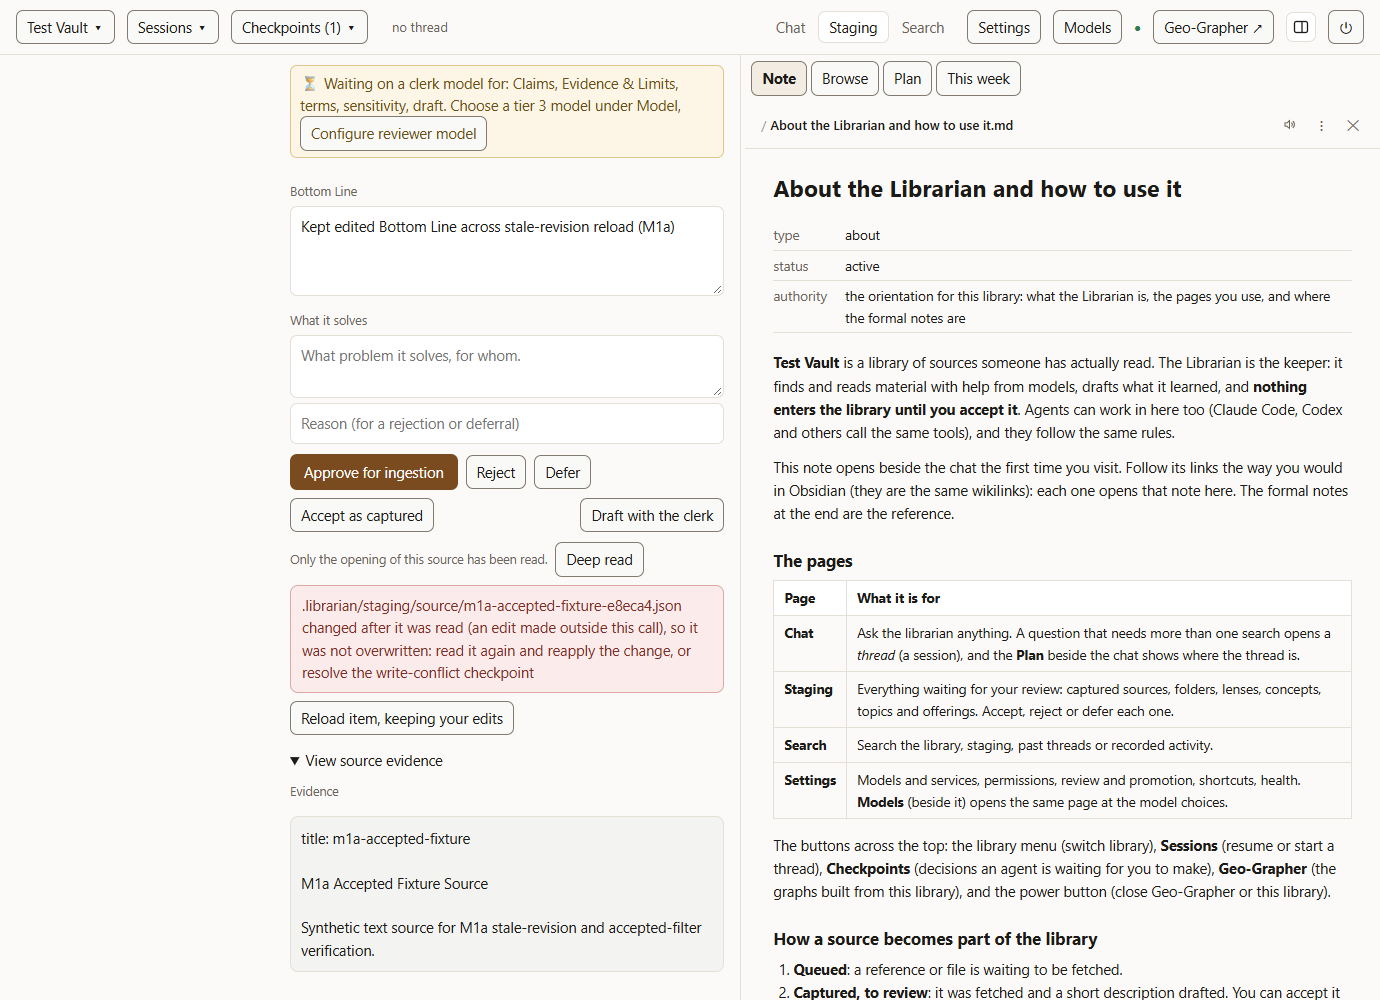 Test Vault ▾ Sessions ▾ Checkpoints (1) ▾ no thread
Chat Staging Search Settings Models Geo-Grapher ↗
⏳ Waiting on a clerk model for: Claims, Evidence & Limits,
terms, sensitivity, draft. Choose a tier 3 model under Model,
Configure reviewer model
Bottom Line
Kept edited Bottom Line across stale-revision reload (M1a)
What it solves
What problem it solves, for whom.
Reason (for a rejection or deferral)
Approve for ingestion Reject Defer
Accept as captured Draft with the clerk
Only the opening of this source has been read. Deep read
.librarian/staging/source/m1a-accepted-fixture-e8eca4.json
changed after it was read (an edit made outside this call), so it
was not overwritten: read it again and reapply the change, or
resolve the write-conflict checkpoint
Reload item, keeping your edits
▼ View source evidence
Evidence
title: m1a-accepted-fixture
M1a Accepted Fixture Source
Synthetic text source for M1a stale-revision and accepted-filter
verification.
Note Browse Plan This week
/ About the Librarian and how to use it.md
About the Librarian and how to use it
type about
status active
authority the orientation for this library: what the Librarian is, the pages you use, and where
the formal notes are
Test Vault is a library of sources someone has actually read. The Librarian is the keeper: it
finds and reads material with help from models, drafts what it learned, and nothing
enters the library until you accept it. Agents can work in here too (Claude Code, Codex
and others call the same tools), and they follow the same rules.
This note opens beside the chat the first time you visit. Follow its links the way you would
in Obsidian (they are the same wikilinks): each one opens that note here. The formal notes
at the end are the reference.
The pages
Page What it is for
Chat Ask the librarian anything. A question that needs more than one search opens a
thread (a session), and the Plan beside the chat shows where the thread is.
Staging Everything waiting for your review: captured sources, folders, lenses, concepts,
topics and offerings. Accept, reject or defer each one.
Search Search the library, staging, past threads or recorded activity.
Settings Models and services, permissions, review and promotion, shortcuts, health.
Models (beside it) opens the same page at the model choices.
The buttons across the top: the library menu (switch library), Sessions (resume or start a
thread), Checkpoints (decisions an agent is waiting for you to make), Geo-Grapher (the
graphs built from this library), and the power button (close Geo-Grapher or this library).
How a source becomes part of the library
1. Queued: a reference or file is waiting to be fetched.
2. Captured, to review: it was fetched and a short description drafted. You can accept it